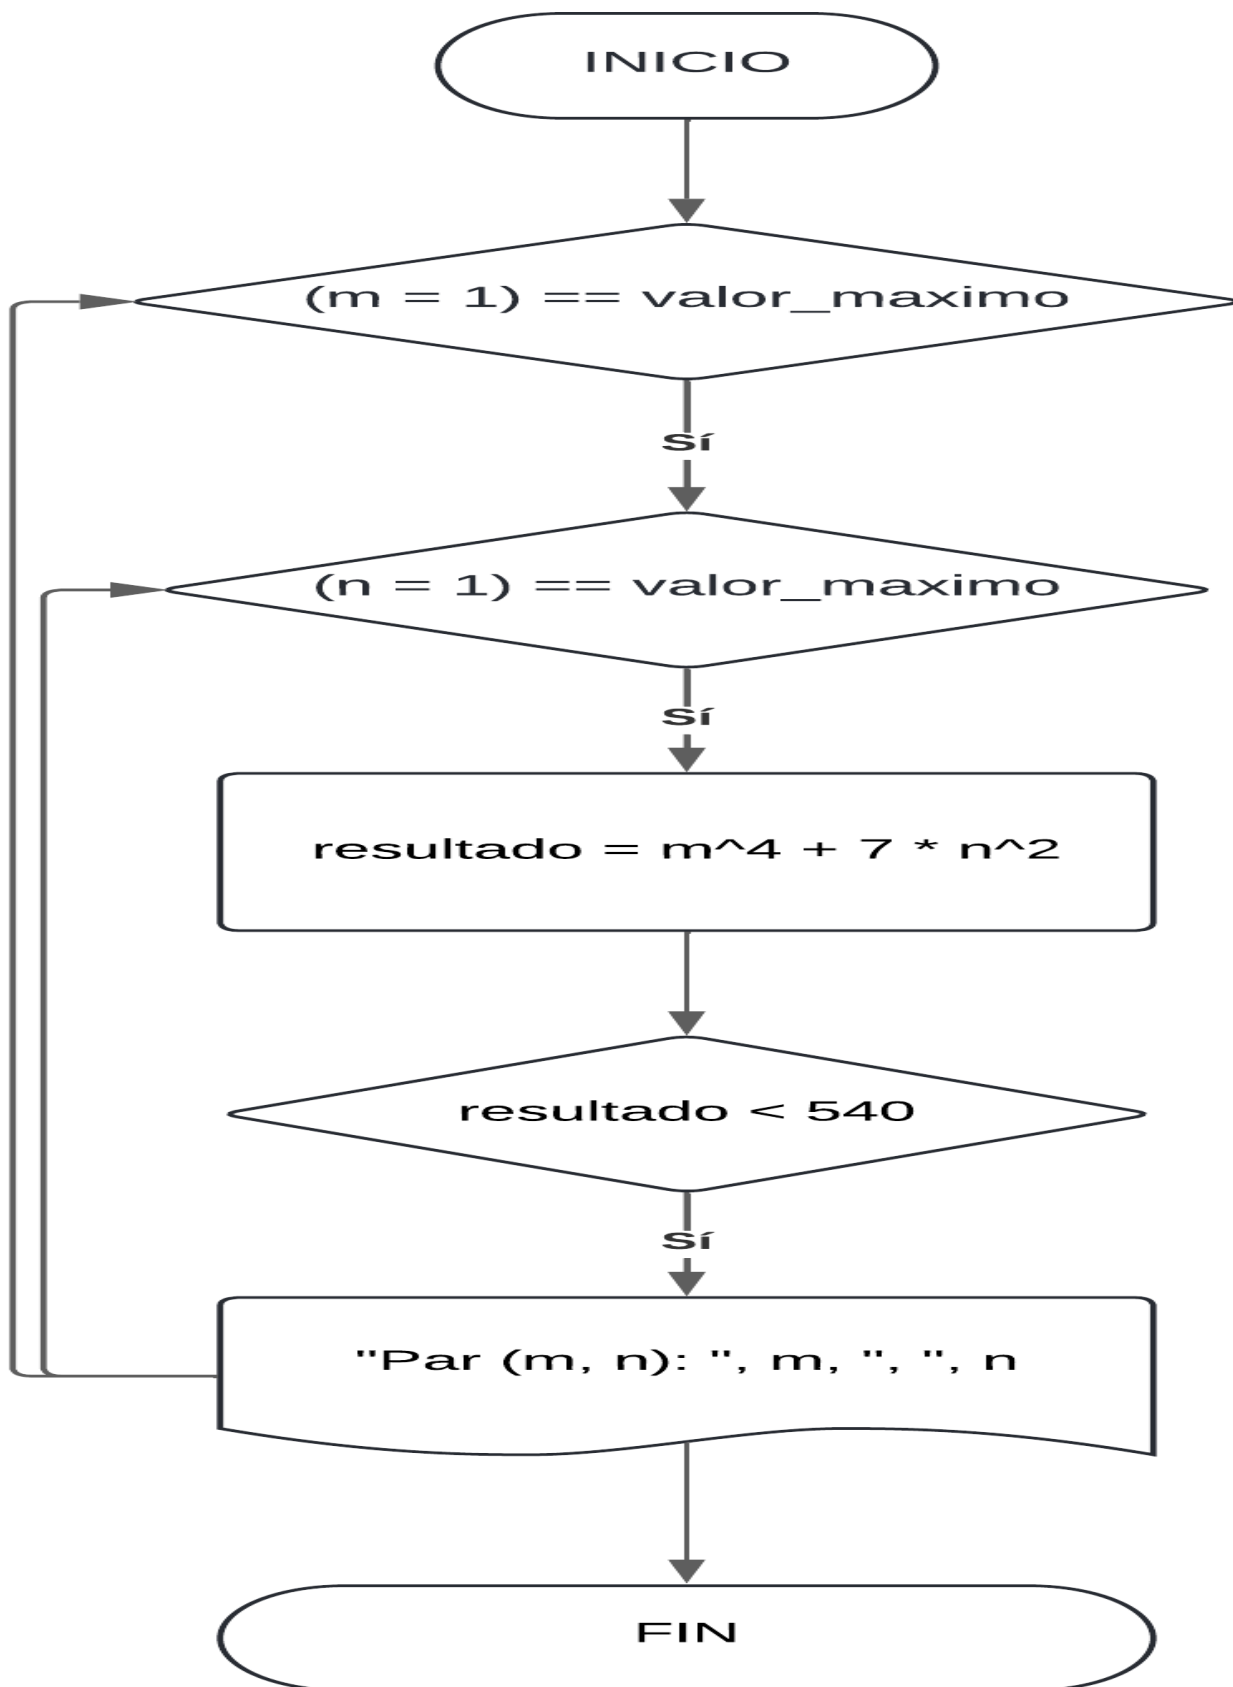 INICIO
(m = 1) == valor_maximo
Sí
(n = 1) == valor_maximo
Sí
resultado = m^4 + 7 * n^2
resultado < 540
Sí
"Par (m, n): ", m, ", ", n
FIN